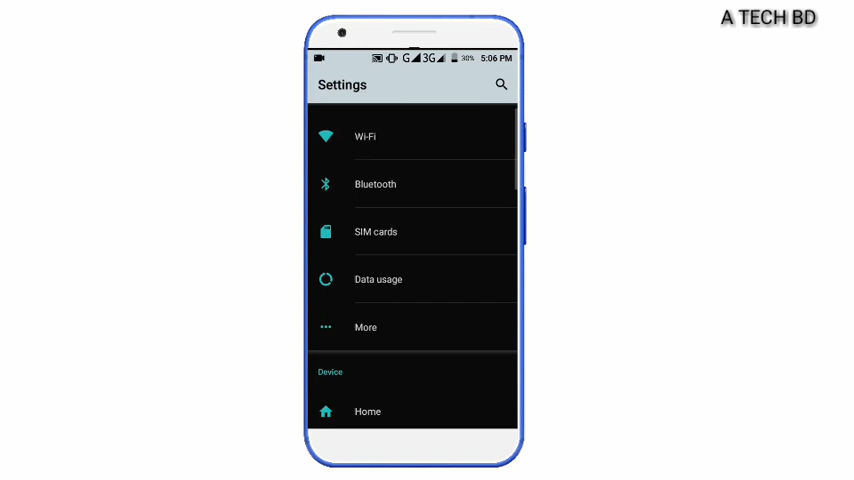 A TECH BD
G 3G 30% 5:06 PM
Settings
Wi-Fi
Bluetooth
SIM cards
Data usage
More
Device
Home